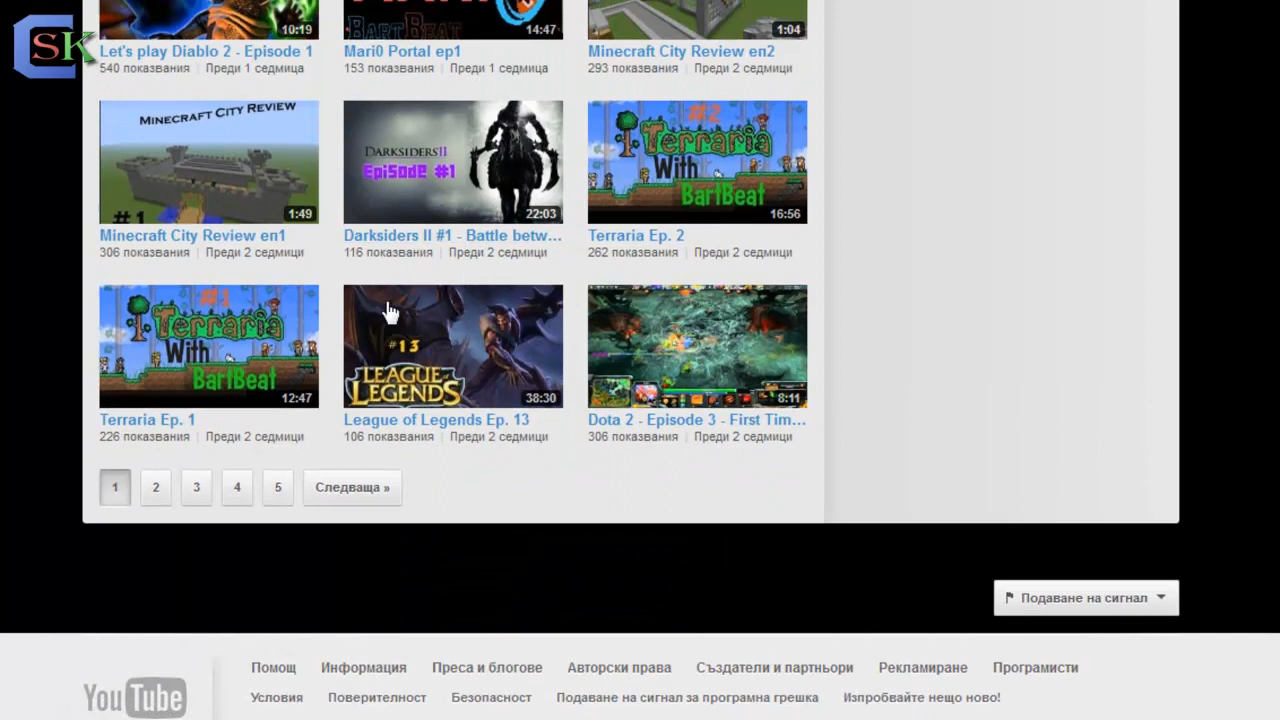 SK
10:19
14:47
1:04
BartBeat
Let's play Diablo 2 - Episode 1
Mari0 Portal ep1
Minecraft City Review en2
540 показвания | Преди 1 седмица
153 показвания | Преди 1 седмица
293 показвания | Преди 2 седмици
Minecraft City Review
#1
1:49
Darksiders II
Episode #1
22:03
#2
Terraria
With
BartBeat
16:56
Minecraft City Review en1
Darksiders II #1 - Battle betw...
Terraria Ep. 2
306 показвания | Преди 2 седмици
116 показвания | Преди 2 седмици
262 показвания | Преди 2 седмици
#1
Terraria
With
BartBeat
12:47
#13
League of
Legends
38:30
8:11
Terraria Ep. 1
League of Legends Ep. 13
Dota 2 - Episode 3 - First Tim...
226 показвания | Преди 2 седмици
106 показвания | Преди 2 седмици
306 показвания | Преди 2 седмици
1 2 3 4 5 Следваща »
Подаване на сигнал
YouTube
Помощ Информация Преса и блогове Авторски права Създатели и партньори Рекламиране Програмисти
Условия Поверителност Безопасност Подаване на сигнал за програмна грешка Изпробвайте нещо ново!